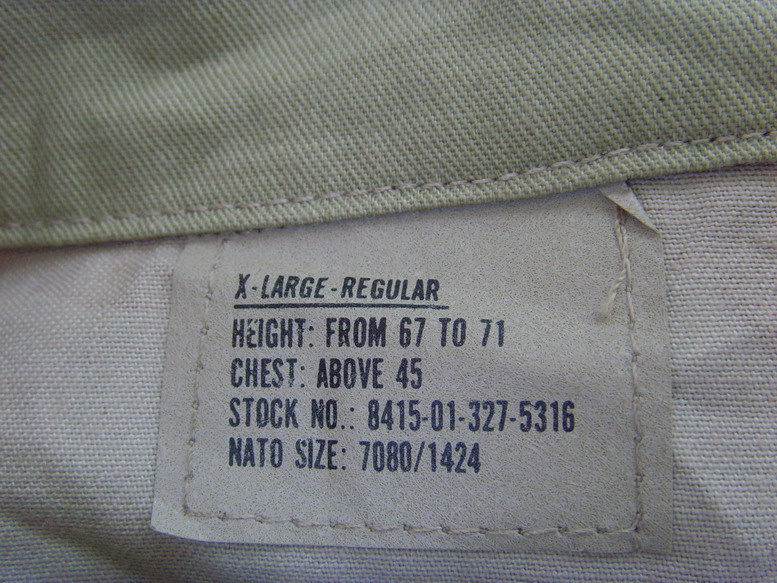 X-LARGE-REGULAR
HEIGHT: FROM 67 TO 71
CHEST: ABOVE 45
STOCK NO.: 8415-01-327-5316
NATO SIZE: 7080/1424